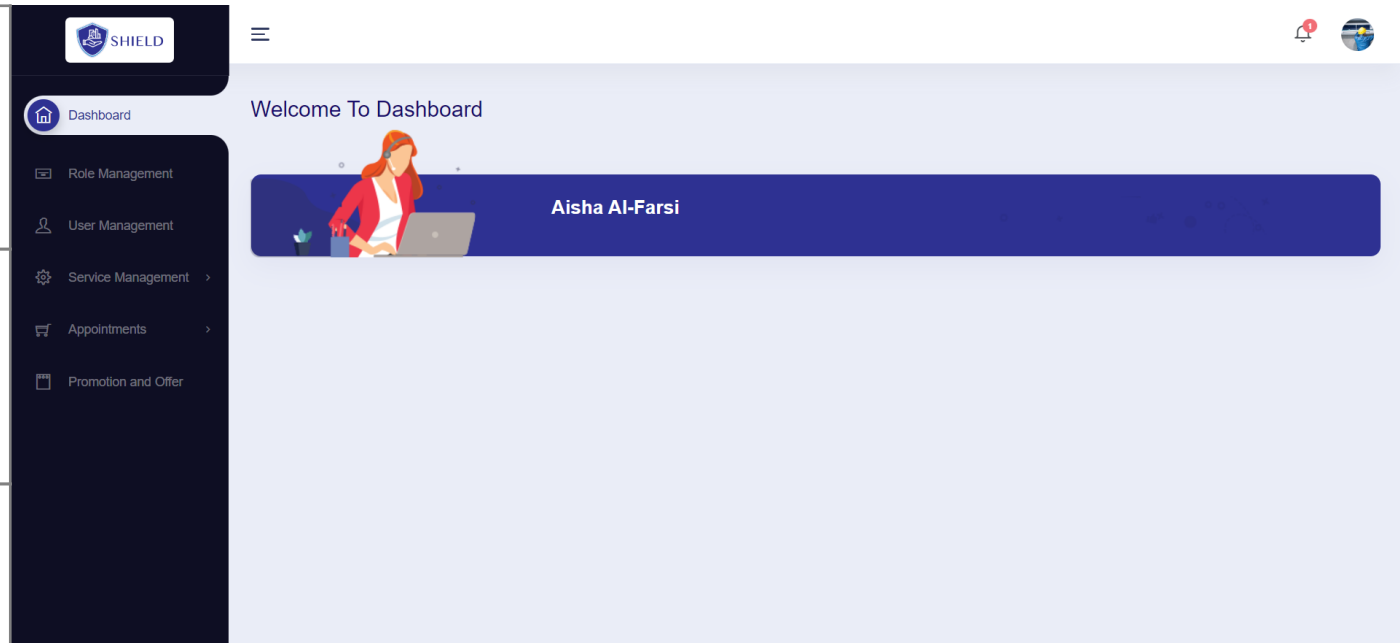 SHIELD
1
Dashboard
Role Management
User Management
Service Management
Appointments
Promotion and Offer
Welcome To Dashboard
Aisha Al-Farsi